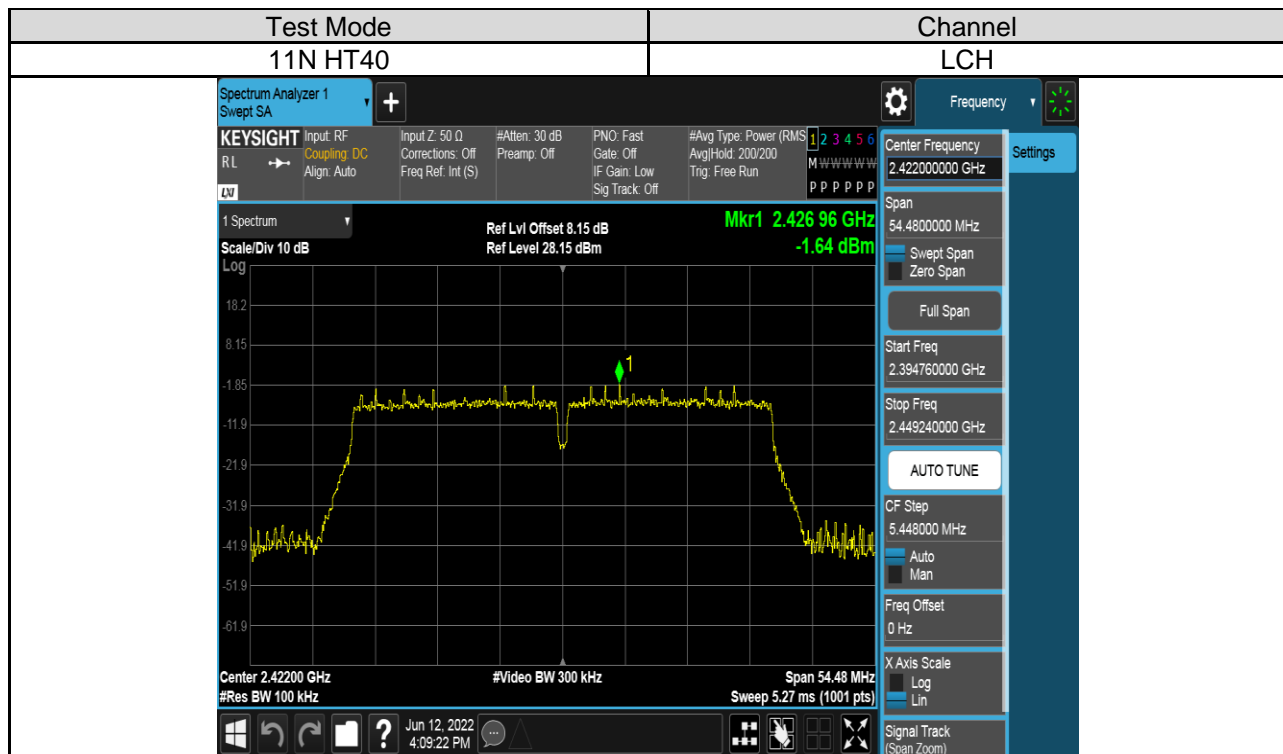 Test Mode Channel
11N HT40 LCH
Spectrum Analyzer 1
Swept SA
Frequency
KEYSIGHT
R L
LXI
Input: RF
Coupling: DC
Align: Auto
Input Z: 50 Ω
Corrections: Off
Freq Ref: Int (S)
#Atten: 30 dB
Preamp: Off
PNO: Fast
Gate: Off
IF Gain: Low
Sig Track: Off
#Avg Type: Power (RMS
Avg|Hold: 200/200
Trig: Free Run
1 2 3 4 5 6
M W W W W W
P P P P P P
1 Spectrum
Scale/Div 10 dB
Ref Lvl Offset 8.15 dB
Ref Level 28.15 dBm
Mkr1 2.426 96 GHz
-1.64 dBm
Log
18.2
8.15
-1.85
-11.9
-21.9
-31.9
-41.9
-51.9
-61.9
1
Center 2.42200 GHz
#Res BW 100 kHz
#Video BW 300 kHz
Span 54.48 MHz
Sweep 5.27 ms (1001 pts)
Center Frequency
2.422000000 GHz
Settings
Span
54.4800000 MHz
Swept Span
Zero Span
Full Span
Start Freq
2.394760000 GHz
Stop Freq
2.449240000 GHz
AUTO TUNE
CF Step
5.448000 MHz
Auto
Man
Freq Offset
0 Hz
X Axis Scale
Log
Lin
Signal Track
(Span Zoom)
?
Jun 12, 2022
4:09:22 PM